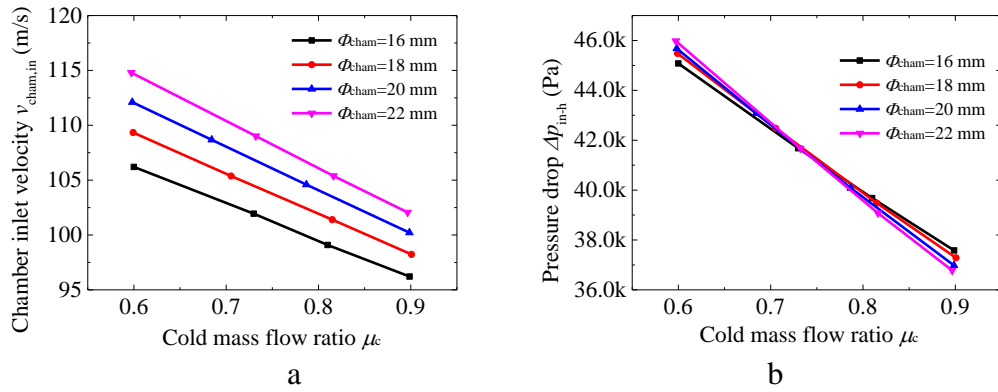 120
115
110
105
100
95
Chamber inlet velocity v_cham,in (m/s)
Φcham=16 mm
Φcham=18 mm
Φcham=20 mm
Φcham=22 mm
0.6 0.7 0.8 0.9
Cold mass flow ratio μc
a
46.0k
44.0k
42.0k
40.0k
38.0k
36.0k
Pressure drop Δp_in-h (Pa)
Φcham=16 mm
Φcham=18 mm
Φcham=20 mm
Φcham=22 mm
0.6 0.7 0.8 0.9
Cold mass flow ratio μc
b